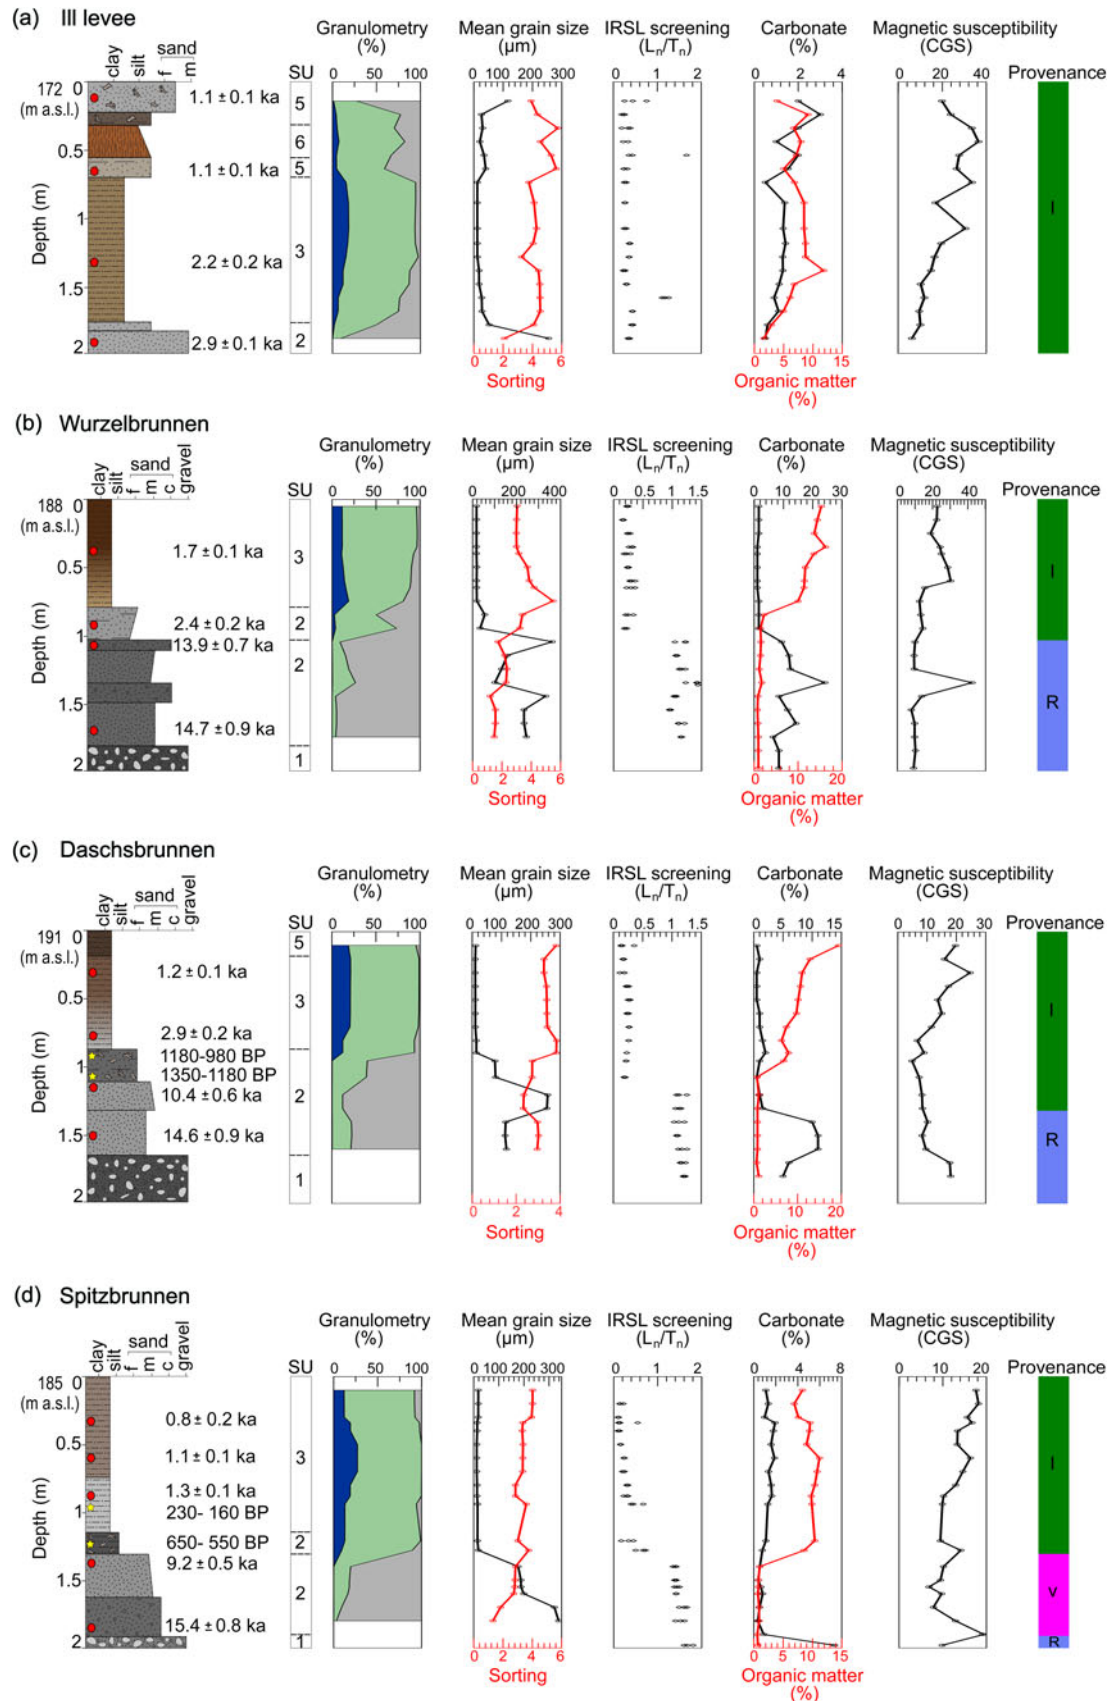 (a) Ill levee
Granulometry (%)
Mean grain size (µm)
IRSL screening (Ln/Tn)
Carbonate (%)
Magnetic susceptibility (CGS)
clay silt sand f m
SU
0 50 100
0 100 200 300
0 1 2
0 2 4
0 20 40
Provenance
172 (m a.s.l.)
Depth (m)
0
0.5
1
1.5
2
1.1 ± 0.1 ka
1.1 ± 0.1 ka
2.2 ± 0.2 ka
2.9 ± 0.1 ka
5
6
5
3
2
I
0 2 4 6
Sorting
0 5 10 15
Organic matter (%)
(b) Wurzelbrunnen
Granulometry (%)
Mean grain size (µm)
IRSL screening (Ln/Tn)
Carbonate (%)
Magnetic susceptibility (CGS)
clay silt sand f m c gravel
SU
0 50 100
0 200 400
0 0.5 1 1.5
0 10 20 30
0 20 40
Provenance
188 (m a.s.l.)
Depth (m)
0
0.5
1
1.5
2
1.7 ± 0.1 ka
2.4 ± 0.2 ka
13.9 ± 0.7 ka
14.7 ± 0.9 ka
3
2
2
1
I
R
0 2 4 6
Sorting
0 10 20
Organic matter (%)
(c) Daschsbrunnen
Granulometry (%)
Mean grain size (µm)
IRSL screening (Ln/Tn)
Carbonate (%)
Magnetic susceptibility (CGS)
clay silt sand f m c gravel
SU
0 50 100
0 100 200 300
0 0.5 1 1.5
0 5 10 15 20
0 10 20 30
Provenance
191 (m a.s.l.)
Depth (m)
0
0.5
1
1.5
2
1.2 ± 0.1 ka
2.9 ± 0.2 ka
1180-980 BP
1350-1180 BP
10.4 ± 0.6 ka
14.6 ± 0.9 ka
5
3
2
1
I
R
0 2 4
Sorting
0 10 20
Organic matter (%)
(d) Spitzbrunnen
Granulometry (%)
Mean grain size (µm)
IRSL screening (Ln/Tn)
Carbonate (%)
Magnetic susceptibility (CGS)
clay silt sand f m c gravel
SU
0 50 100
0 100 200 300
0 1 2
0 4 8
0 10 20
Provenance
185 (m a.s.l.)
Depth (m)
0
0.5
1
1.5
2
0.8 ± 0.2 ka
1.1 ± 0.1 ka
1.3 ± 0.1 ka
230- 160 BP
650- 550 BP
9.2 ± 0.5 ka
15.4 ± 0.8 ka
3
2
2
1
I
V
R
0 2 4 6
Sorting
0 5 10 15
Organic matter (%)